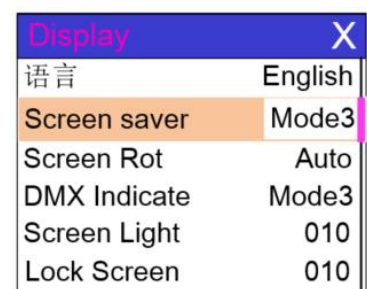 Display X
语言 English
Screen saver Mode3
Screen Rot Auto
DMX Indicate Mode3
Screen Light 010
Lock Screen 010